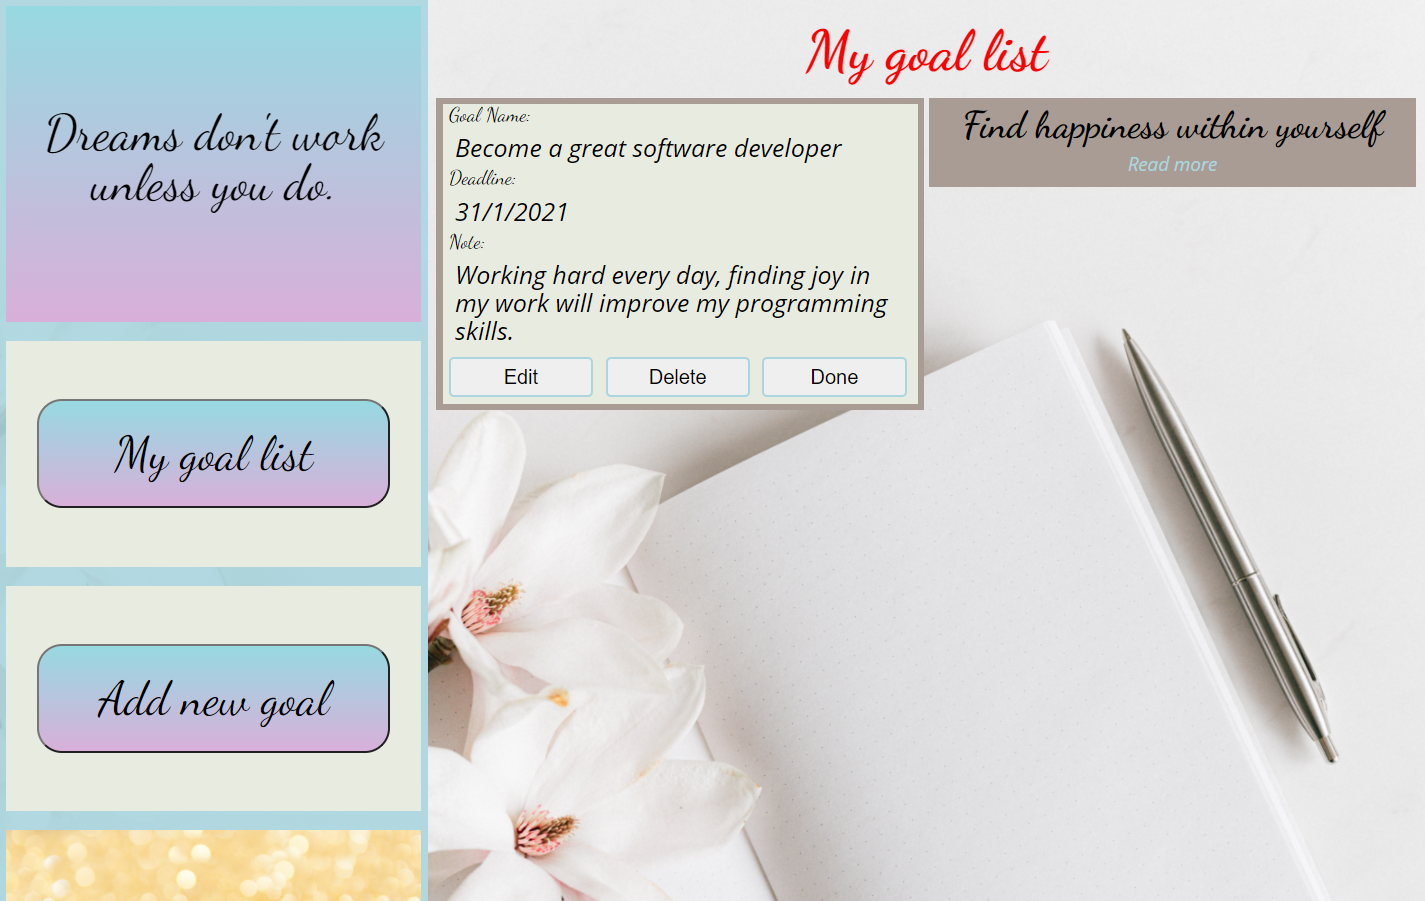 Dreams don't work
unless you do.
My goal list
Add new goal
My goal list
Goal Name:
Become a great software developer
Deadline:
31/1/2021
Note:
Working hard every day, finding joy in
my work will improve my programming
skills.
Edit
Delete
Done
Find happiness within yourself
Read more